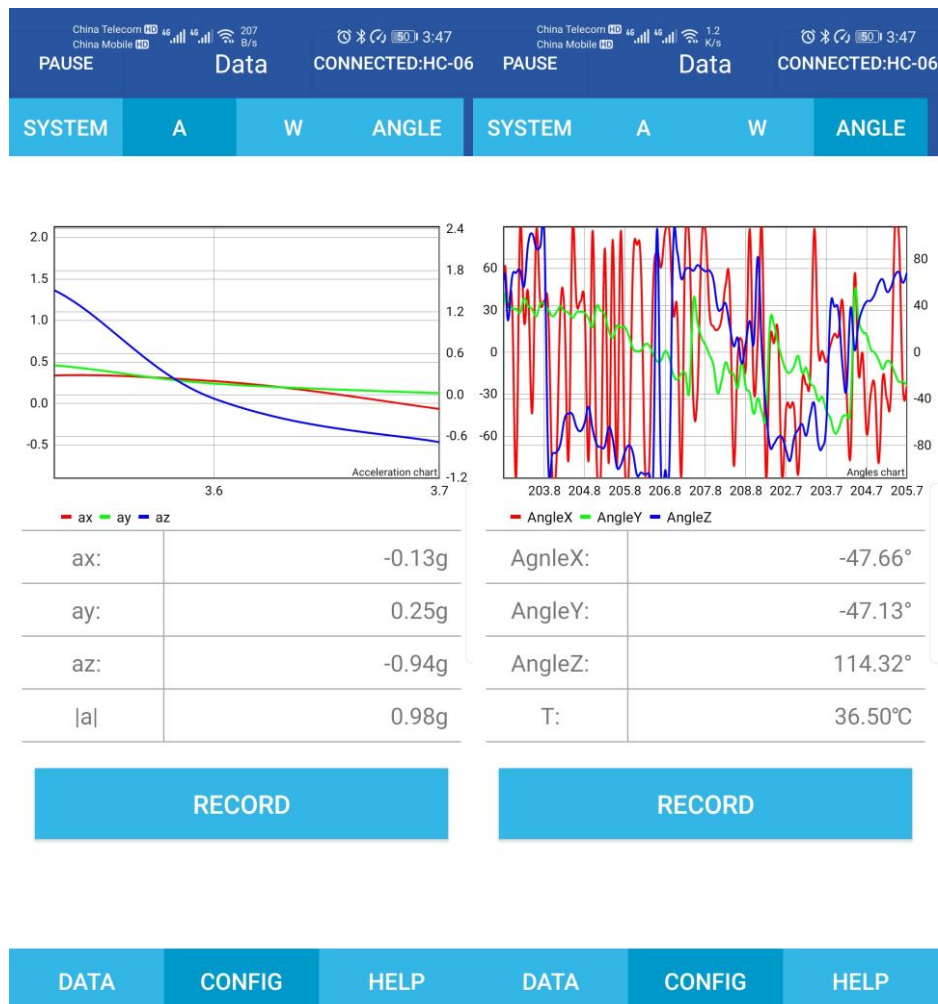 China Telecom HD 4G 4G 207
China Mobile HD B/s 50 3:47
PAUSE Data CONNECTED:HC-06
SYSTEM A W ANGLE
2.0 2.4
1.5 1.8
1.0 1.2
0.5 0.6
0.0 0.0
-0.5 -0.6
Acceleration chart -1.2
3.6 3.7
ax ay az
ax: -0.13g
ay: 0.25g
az: -0.94g
|a| 0.98g
RECORD
DATA CONFIG HELP
China Telecom HD 4G 4G 1.2
China Mobile HD K/s 50 3:47
PAUSE Data CONNECTED:HC-06
SYSTEM A W ANGLE
60 80
30 40
0 0
-30 -40
-60 -80
Angles chart
203.8 204.8 205.8 206.8 207.8 208.8 202.7 203.7 204.7 205.7
AngleX AngleY AngleZ
AgnleX: -47.66°
AngleY: -47.13°
AngleZ: 114.32°
T: 36.50℃
RECORD
DATA CONFIG HELP